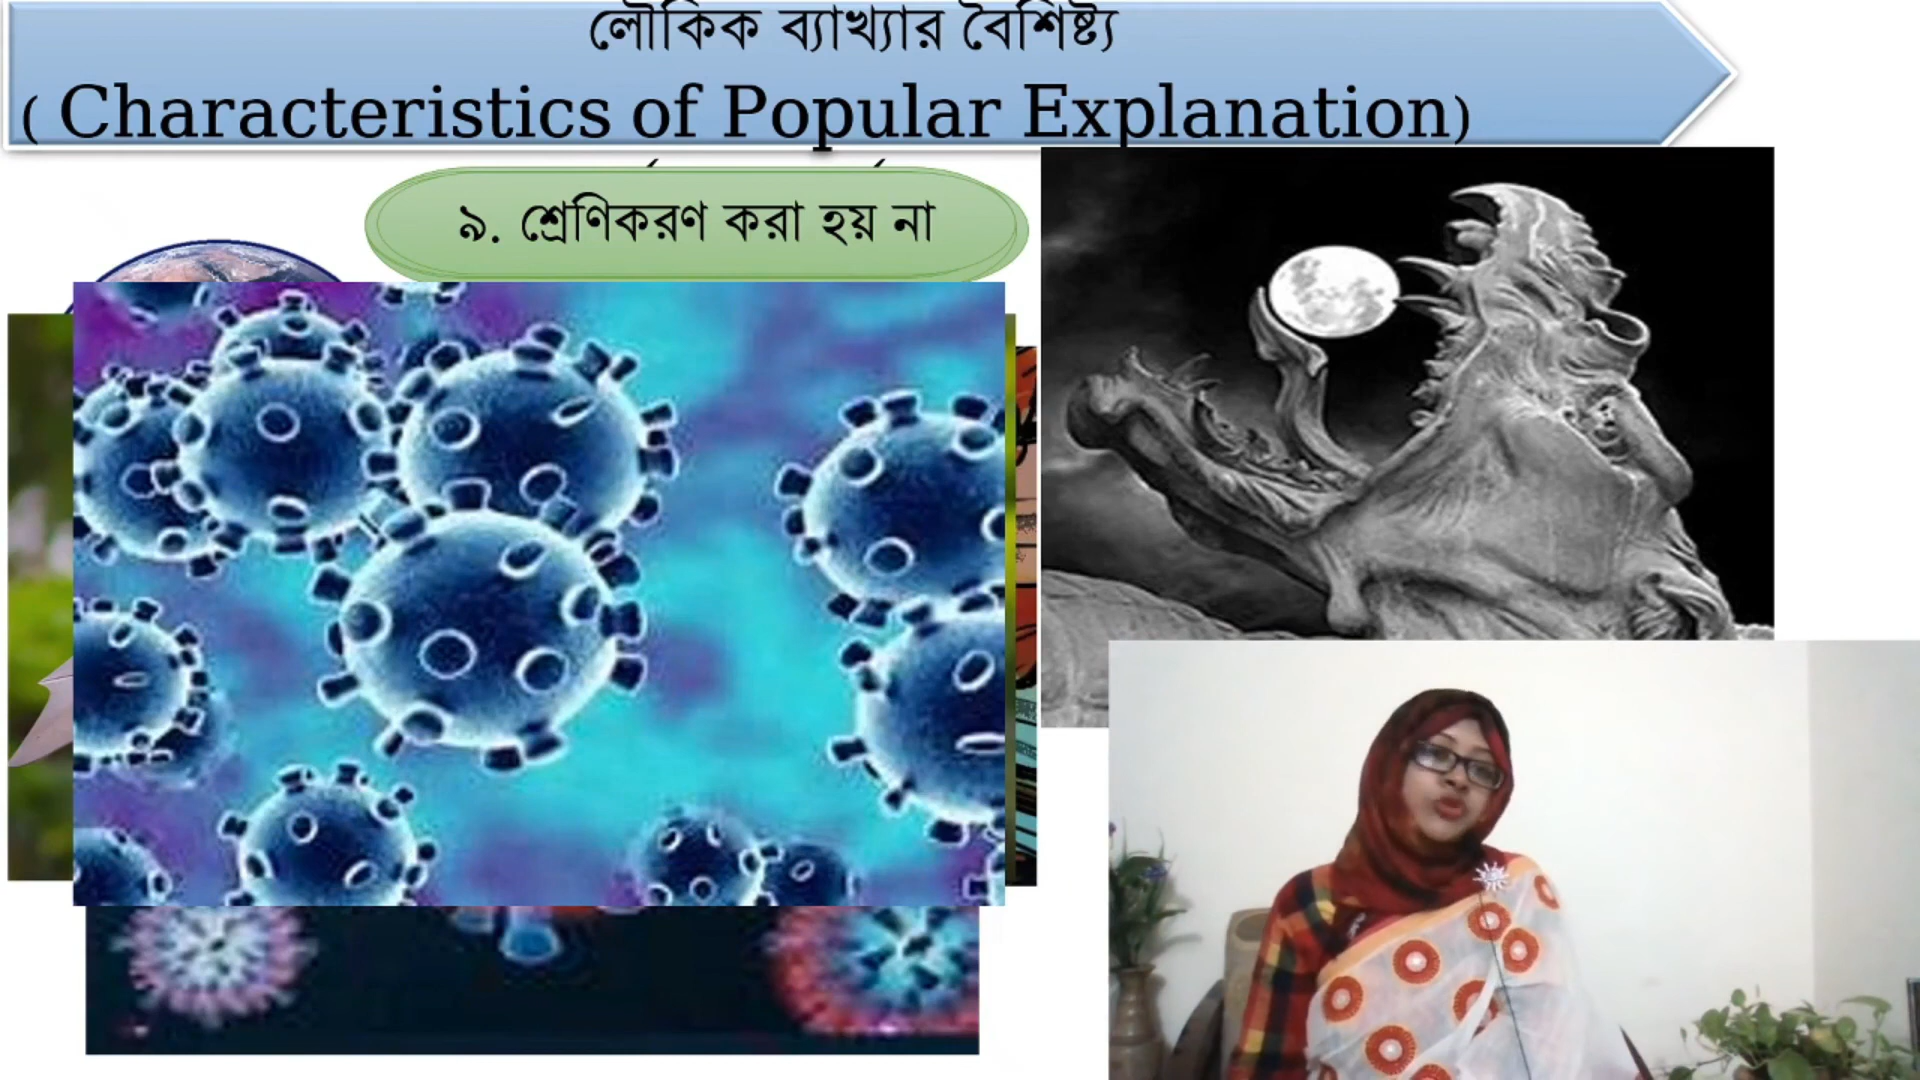 লৌকিক ব্যাখ্যার বৈশিষ্ট্য
( Characteristics of Popular Explanation)
৯. শ্রেণিকরণ করা হয় না